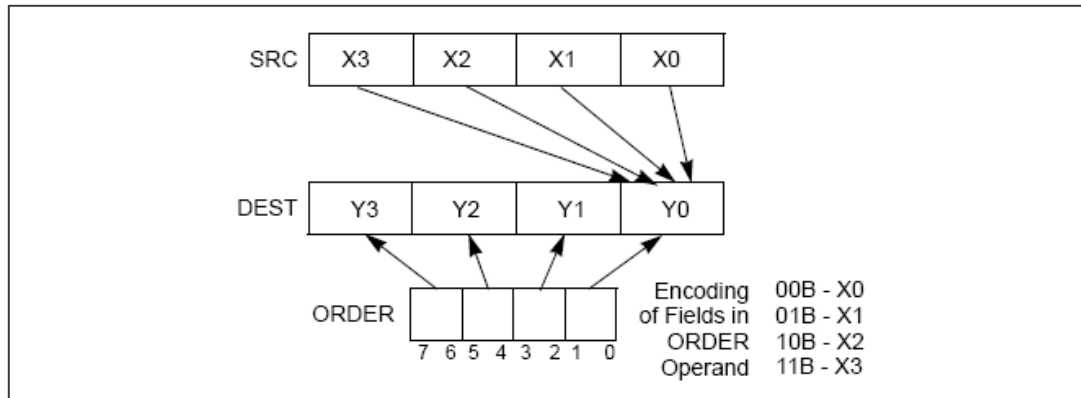 SRC X3 X2 X1 X0
DEST Y3 Y2 Y1 Y0
ORDER
7 6 5 4 3 2 1 0
Encoding 00B - X0
of Fields in 01B - X1
ORDER 10B - X2
Operand 11B - X3